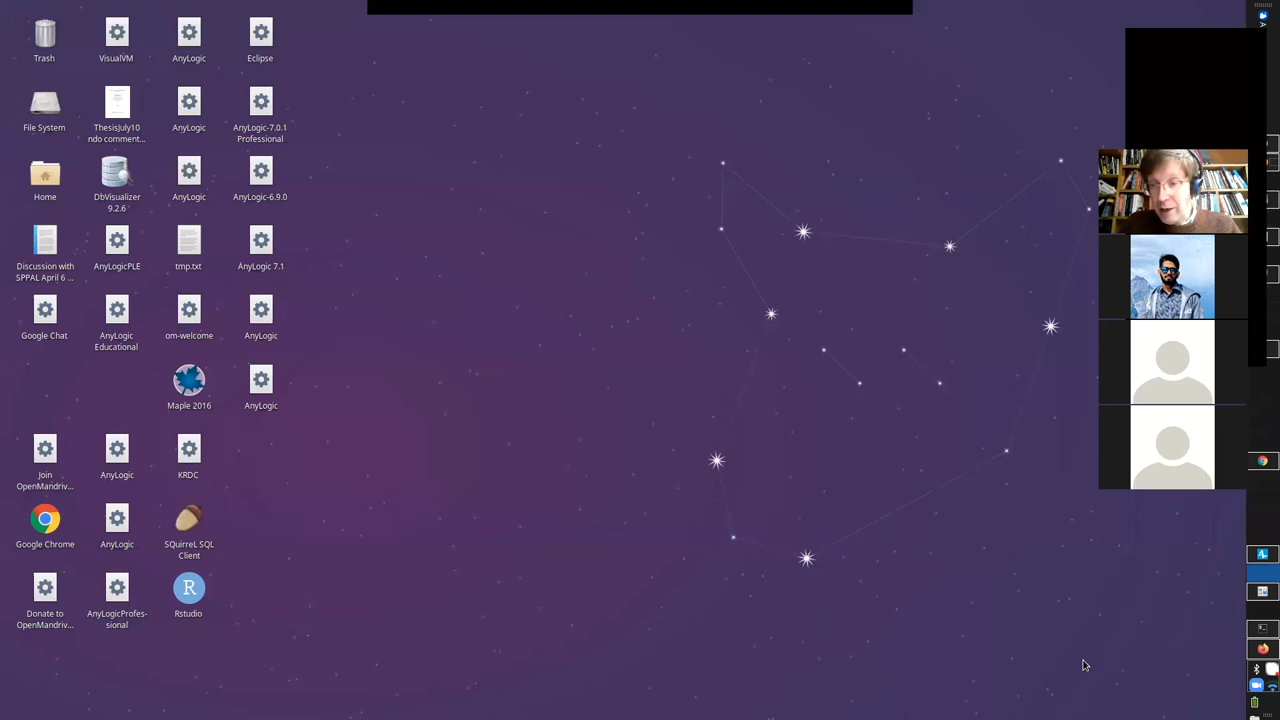 Trash
VisualVM
AnyLogic
Eclipse
File System
ThesisJuly10
ndo comment...
AnyLogic
AnyLogic-7.0.1
Professional
Home
DbVisualizer
9.2.6
AnyLogic
AnyLogic-6.9.0
Discussion with
SPPAL April 6 ...
AnyLogicPLE
tmp.txt
AnyLogic 7.1
Google Chat
AnyLogic
Educational
om-welcome
AnyLogic
Maple 2016
AnyLogic
Join
OpenMandriv...
AnyLogic
KRDC
Google Chrome
AnyLogic
SQuirreL SQL
Client
Donate to
OpenMandriv...
AnyLogicProfes-
sional
R
Rstudio
A